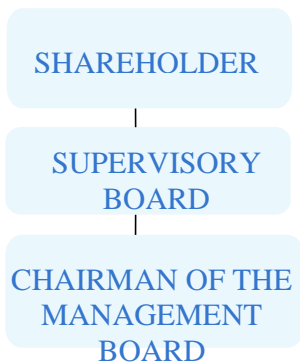 SHAREHOLDER
SUPERVISORY
BOARD
CHAIRMAN OF THE
MANAGEMENT
BOARD